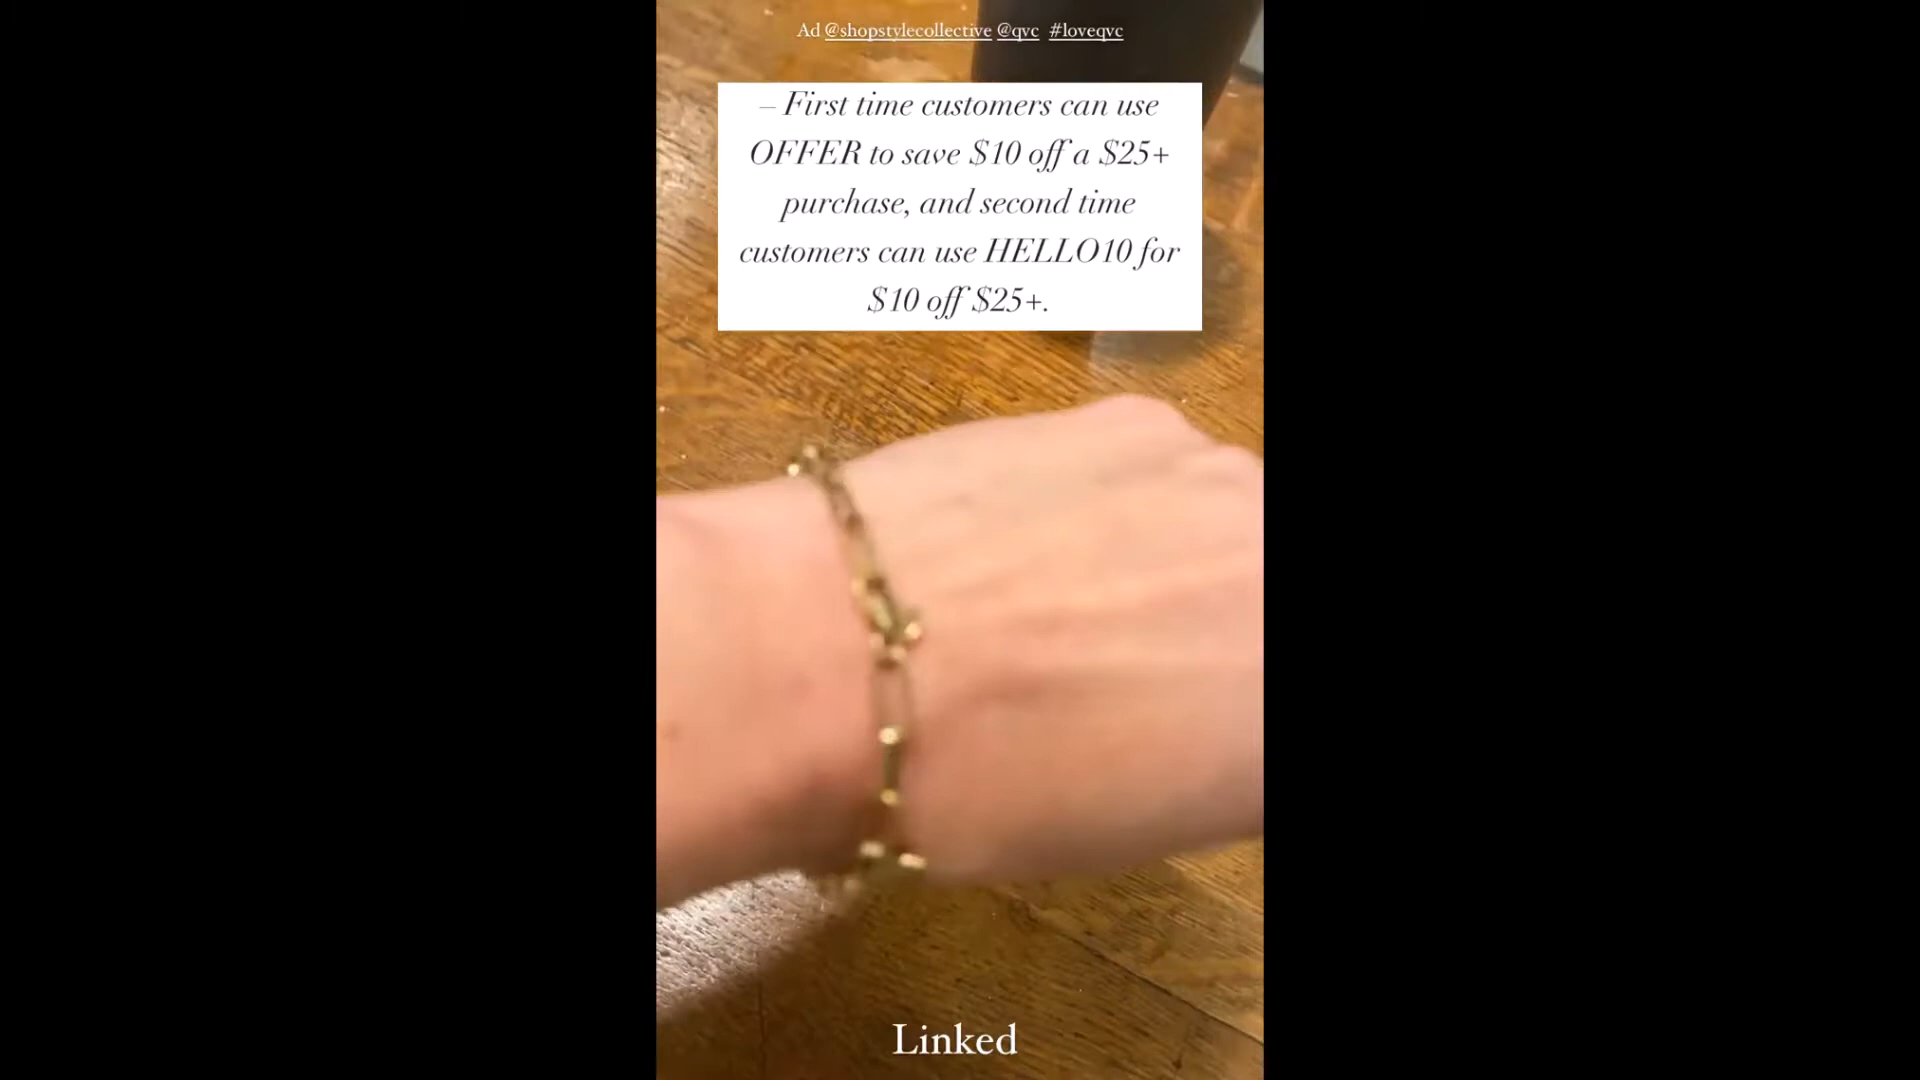 Ad @shopstylecollective @qvc #loveqvc
– First time customers can use
OFFER to save $10 off a $25+
purchase, and second time
customers can use HELLO10 for
$10 off $25+.
Linked